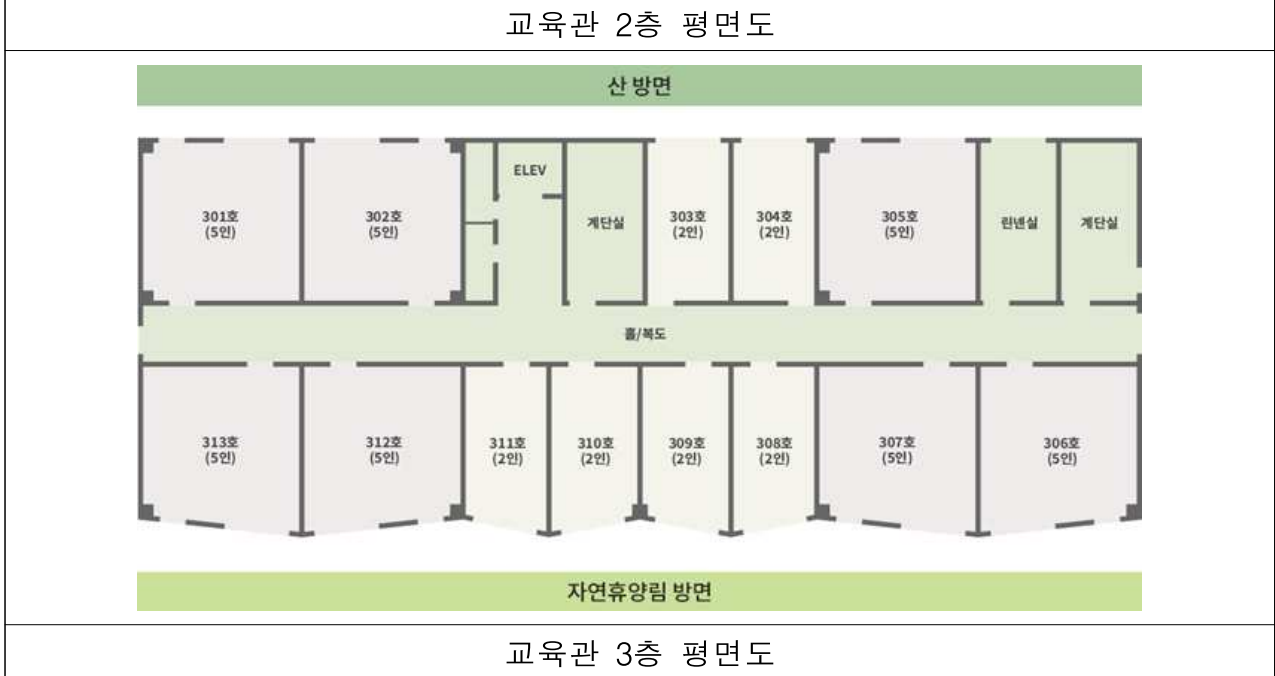 교육관 2층 평면도
산 방면
ELEV
301호
(5인)
302호
(5인)
계단실
303호
(2인)
304호
(2인)
305호
(5인)
린넨실
계단실
홀/복도
313호
(5인)
312호
(5인)
311호
(2인)
310호
(2인)
309호
(2인)
308호
(2인)
307호
(5인)
306호
(5인)
자연휴양림 방면
교육관 3층 평면도